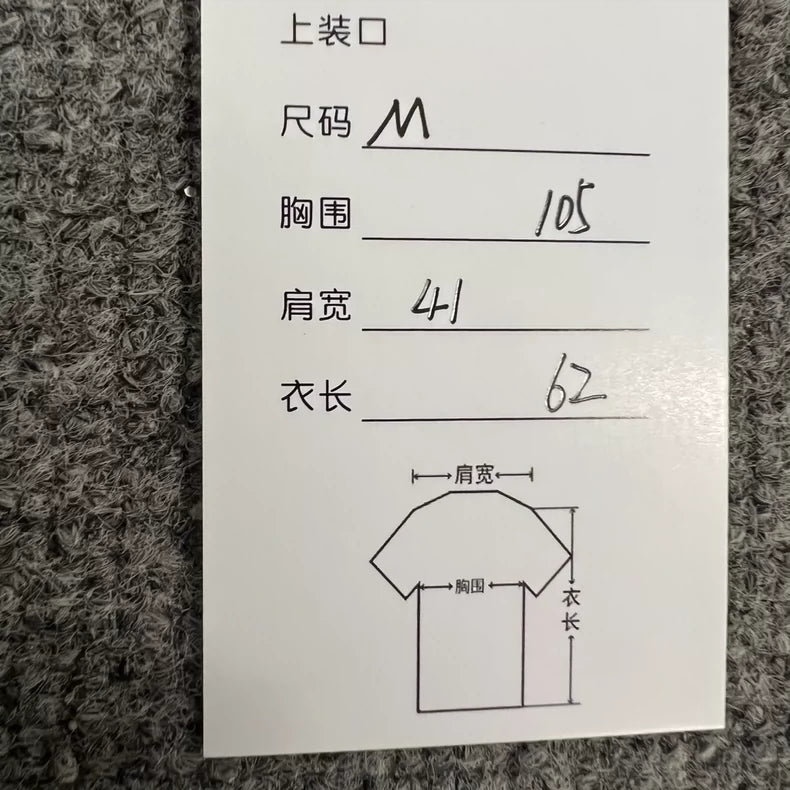 上装口
尺码 M
胸围 105
肩宽 41
衣长 62
肩宽
胸围
衣长